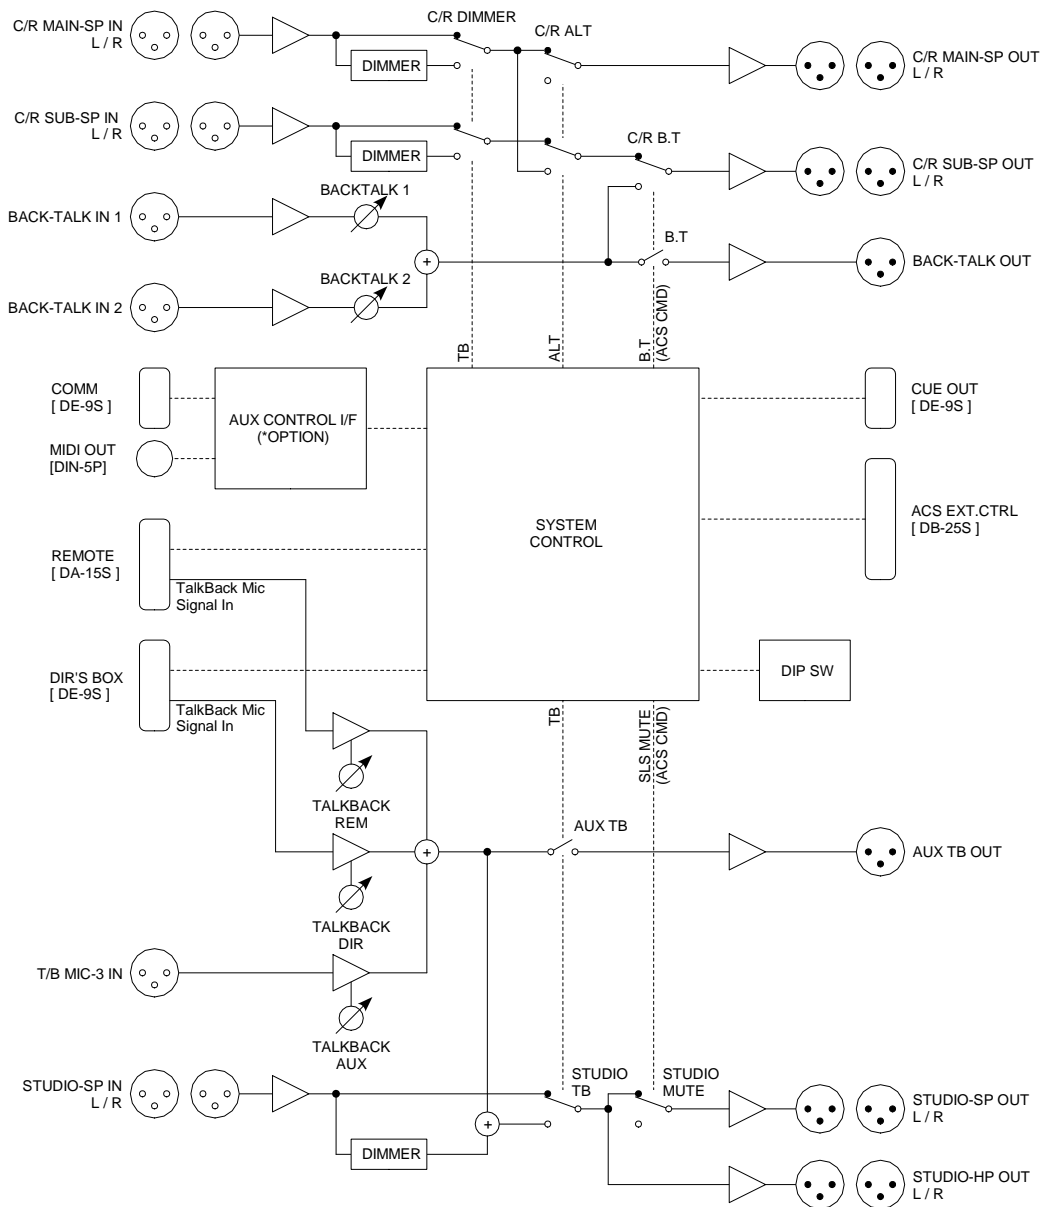 C/R MAIN-SP IN
L / R
C/R DIMMER
C/R ALT
DIMMER
C/R MAIN-SP OUT
L / R
C/R SUB-SP IN
L / R
DIMMER
C/R B.T
C/R SUB-SP OUT
L / R
BACK-TALK IN 1
BACKTALK 1
+
B.T
BACK-TALK OUT
BACK-TALK IN 2
BACKTALK 2
TB
ALT
B.T
(ACS CMD)
COMM
[ DE-9S ]
MIDI OUT
[DIN-5P]
AUX CONTROL I/F
(*OPTION)
SYSTEM
CONTROL
CUE OUT
[ DE-9S ]
ACS EXT.CTRL
[ DB-25S ]
REMOTE
[ DA-15S ]
TalkBack Mic
Signal In
DIR'S BOX
[ DE-9S ]
TalkBack Mic
Signal In
DIP SW
TB
SLS MUTE
(ACS CMD)
TALKBACK
REM
+
AUX TB
AUX TB OUT
TALKBACK
DIR
T/B MIC-3 IN
TALKBACK
AUX
STUDIO-SP IN
L / R
DIMMER
+
STUDIO
TB
STUDIO
MUTE
STUDIO-SP OUT
L / R
STUDIO-HP OUT
L / R